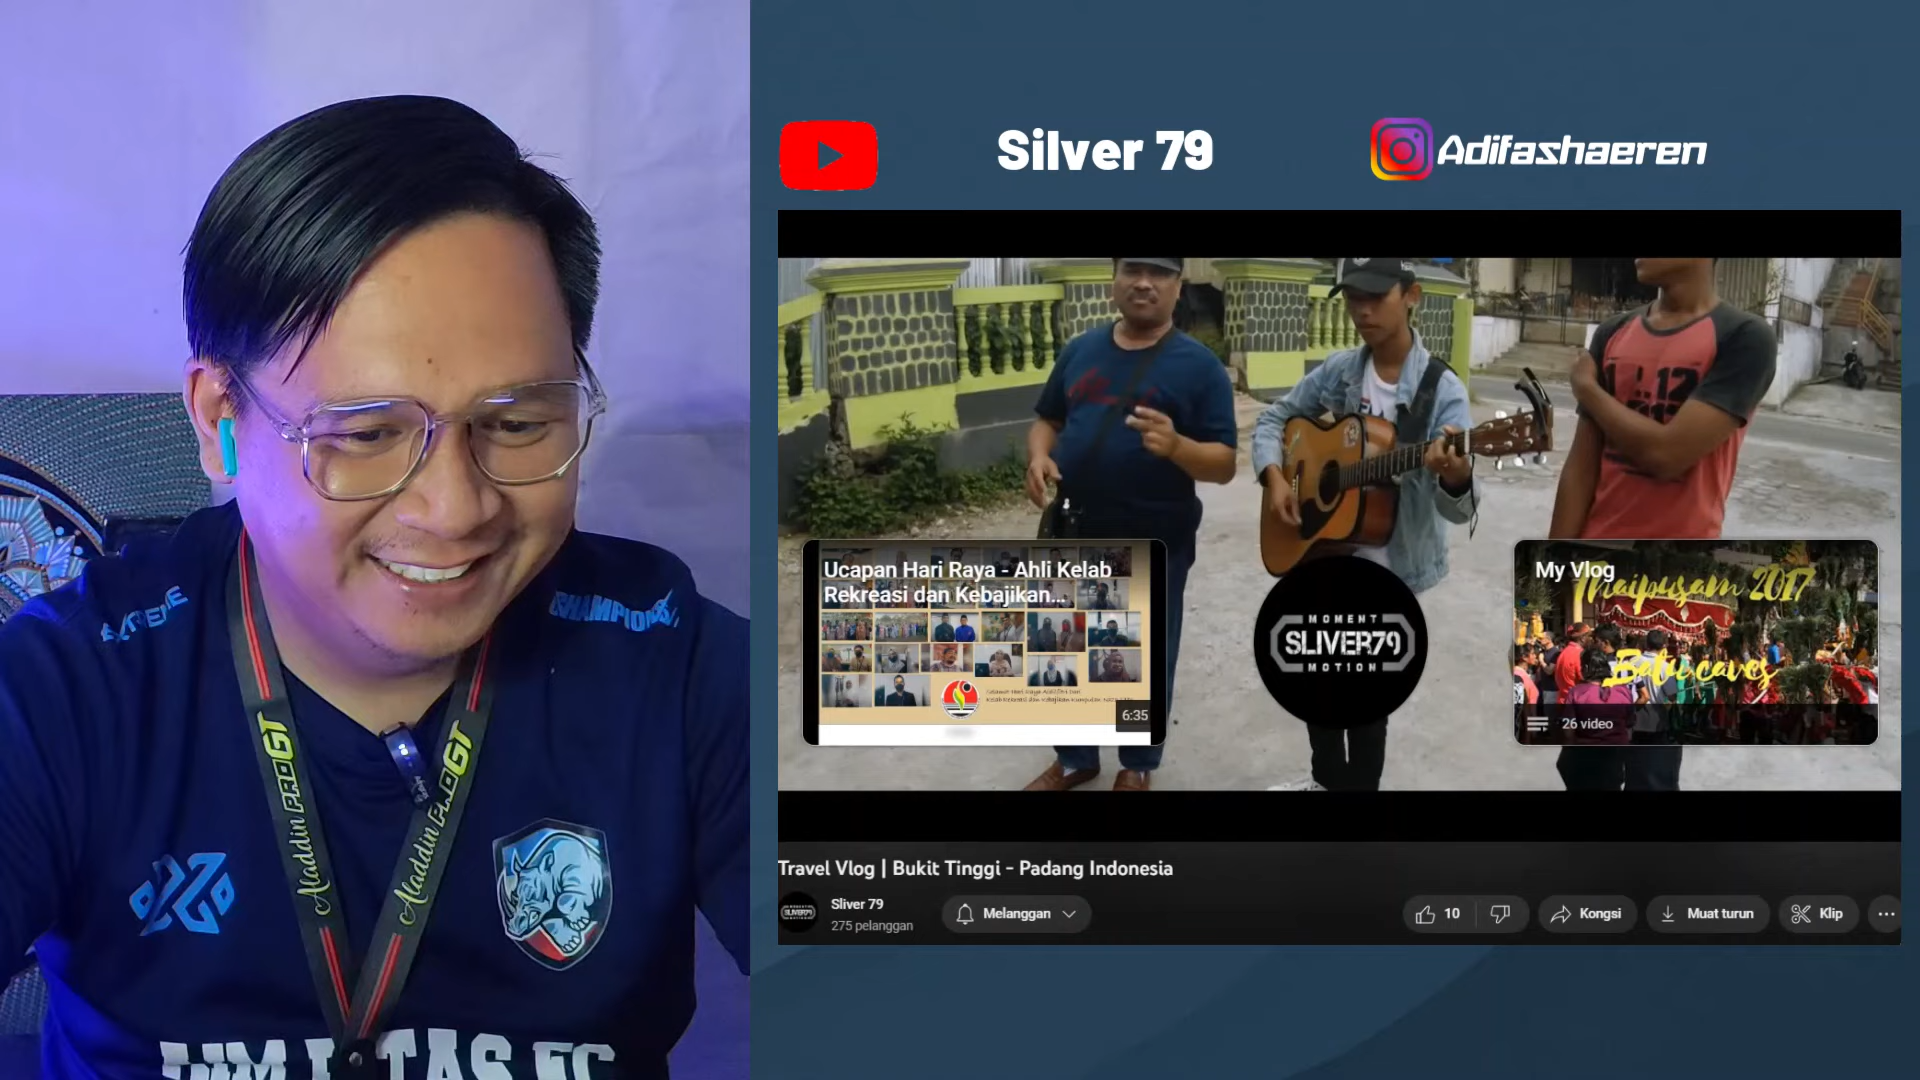 Silver 79
Adifashaeren
Ucapan Hari Raya - Ahli Kelab
Rekreasi dan Kebajikan...
6:35
MOMENT
SLIVER79
MOTION
My Vlog
Thaipusam 2017
Batu caves
26 video
Travel Vlog | Bukit Tinggi - Padang Indonesia
Sliver 79
275 pelanggan
Melanggan
10
Kongsi
Muat turun
Klip
CHAMPIONS
Aladdin PROGT
Aladdin PROGT